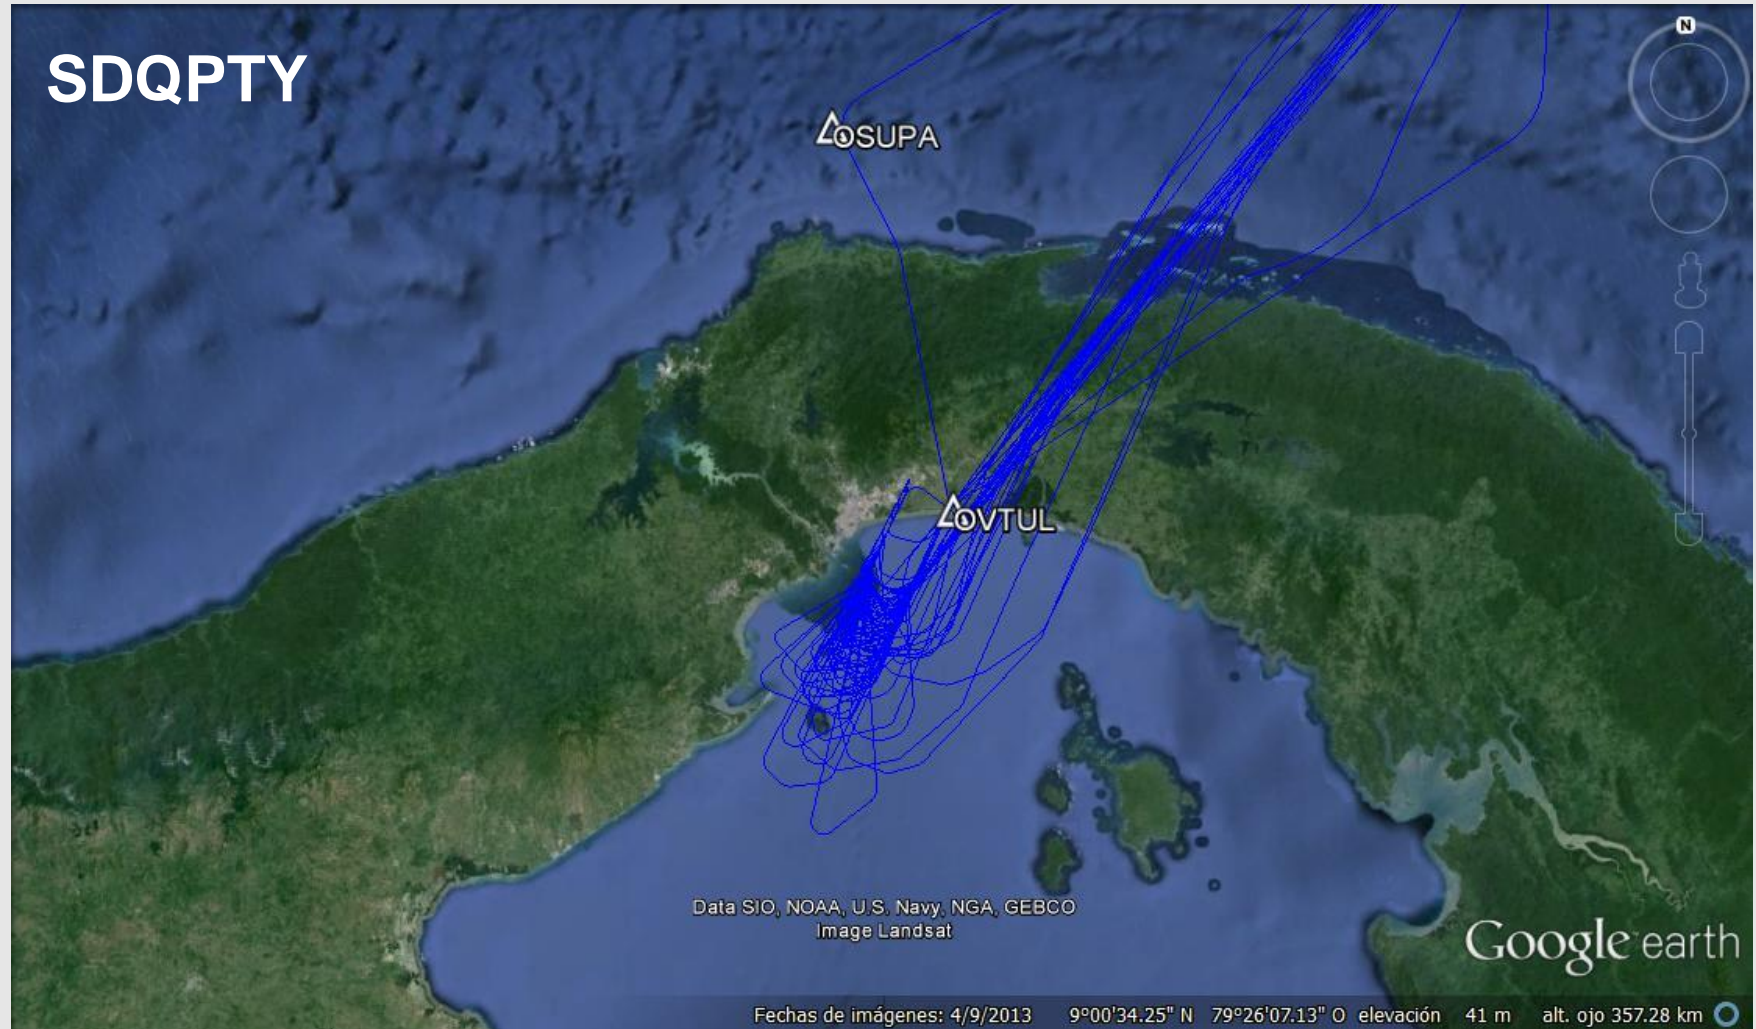 SDQPTY
N
OSUPA
OVTUL
Data SIO, NOAA, U.S. Navy, NGA, GEBCO
Image Landsat
Google earth
Fechas de imágenes: 4/9/2013 9°00'34.25" N 79°26'07.13" O elevación 41 m alt. ojo 357.28 km